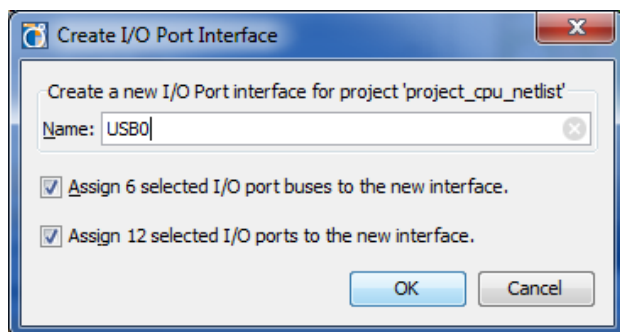 Create I/O Port Interface
Create a new I/O Port interface for project 'project_cpu_netlist'
Name: USB0
Assign 6 selected I/O port buses to the new interface.
Assign 12 selected I/O ports to the new interface.
OK Cancel